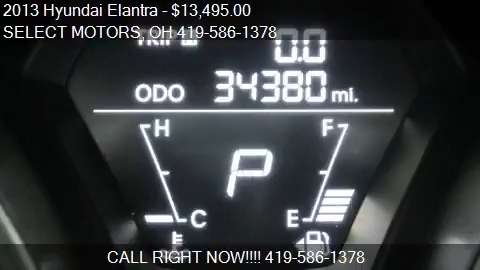 2013 Hyundai Elantra - $13,495.00
SELECT MOTORS, OH 419-586-1378
TRIP 0.0
ODO 34380 mi.
H F
P
C E
CALL RIGHT NOW!!!! 419-586-1378